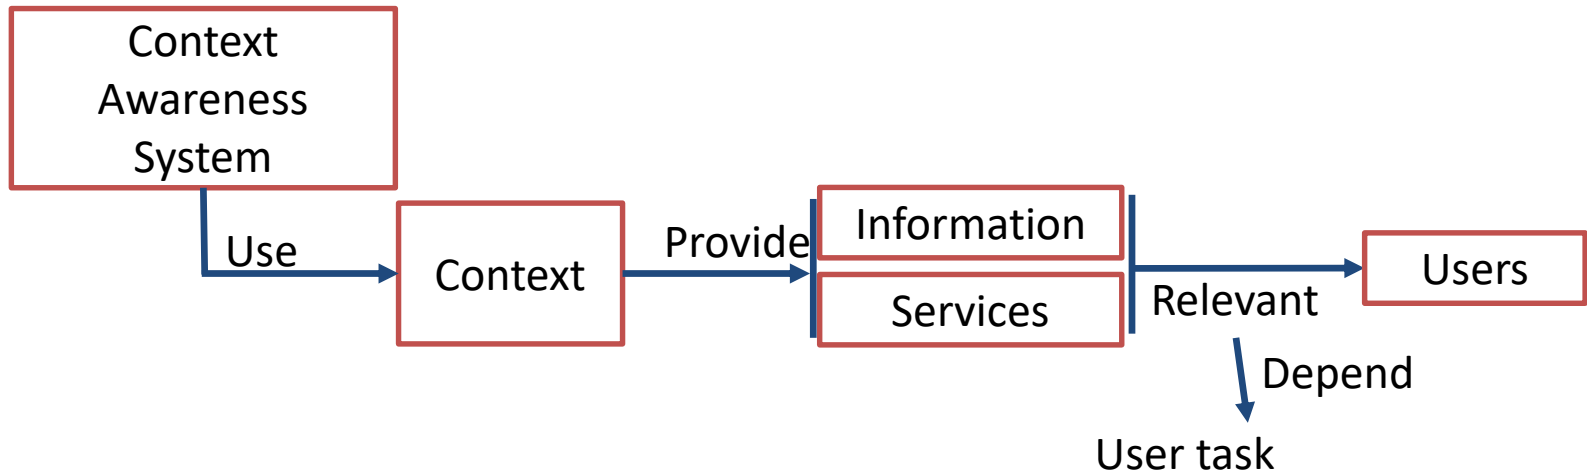 Context
Awareness
System
Use
Context
Provide
Information
Services
Relevant
Users
Depend
User task